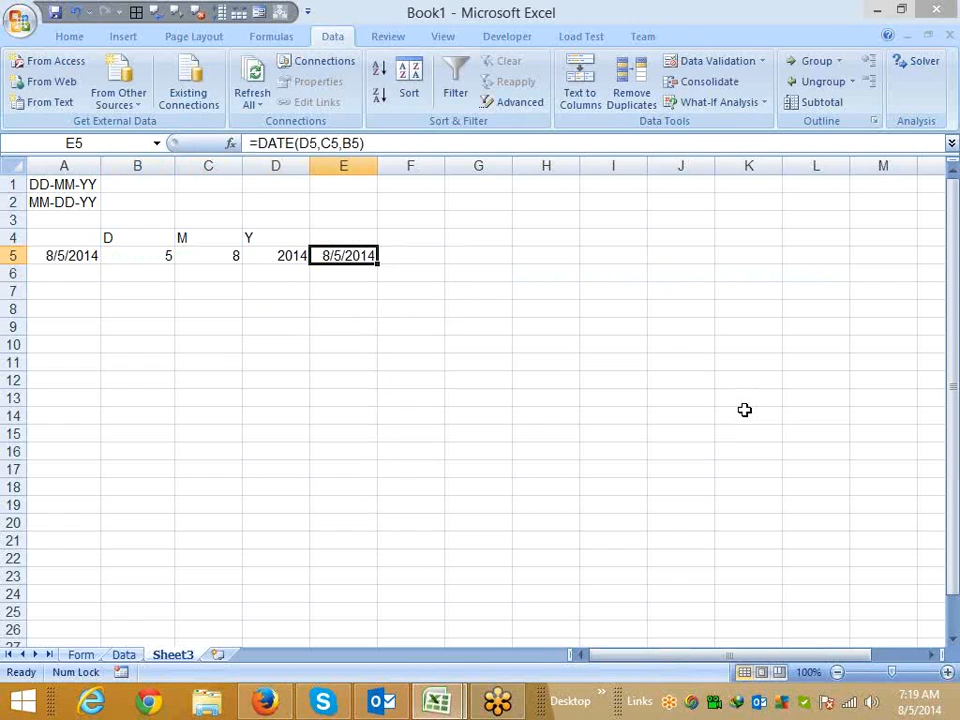 Book1 - Microsoft Excel
Home Insert Page Layout Formulas Data Review View Developer Load Test Team
From Access
From Web
From Text
From Other Sources
Existing Connections
Get External Data
Refresh All
Connections
Properties
Edit Links
Connections
Sort
Filter
Clear
Reapply
Advanced
Sort & Filter
Text to Columns
Remove Duplicates
Data Validation
Consolidate
What-If Analysis
Data Tools
Group
Ungroup
Subtotal
Outline
Solver
Analysis
E5 fx =DATE(D5,C5,B5)
A B C D E F G H I J K L M
1 DD-MM-YY
2 MM-DD-YY
3
4 D M Y
5 8/5/2014 5 8 2014 8/5/2014
6
7
8
9
10
11
12
13
14
15
16
17
18
19
20
21
22
23
24
25
26
27
Form Data Sheet3
Ready Num Lock 100%
Desktop » Links
7:19 AM
8/5/2014